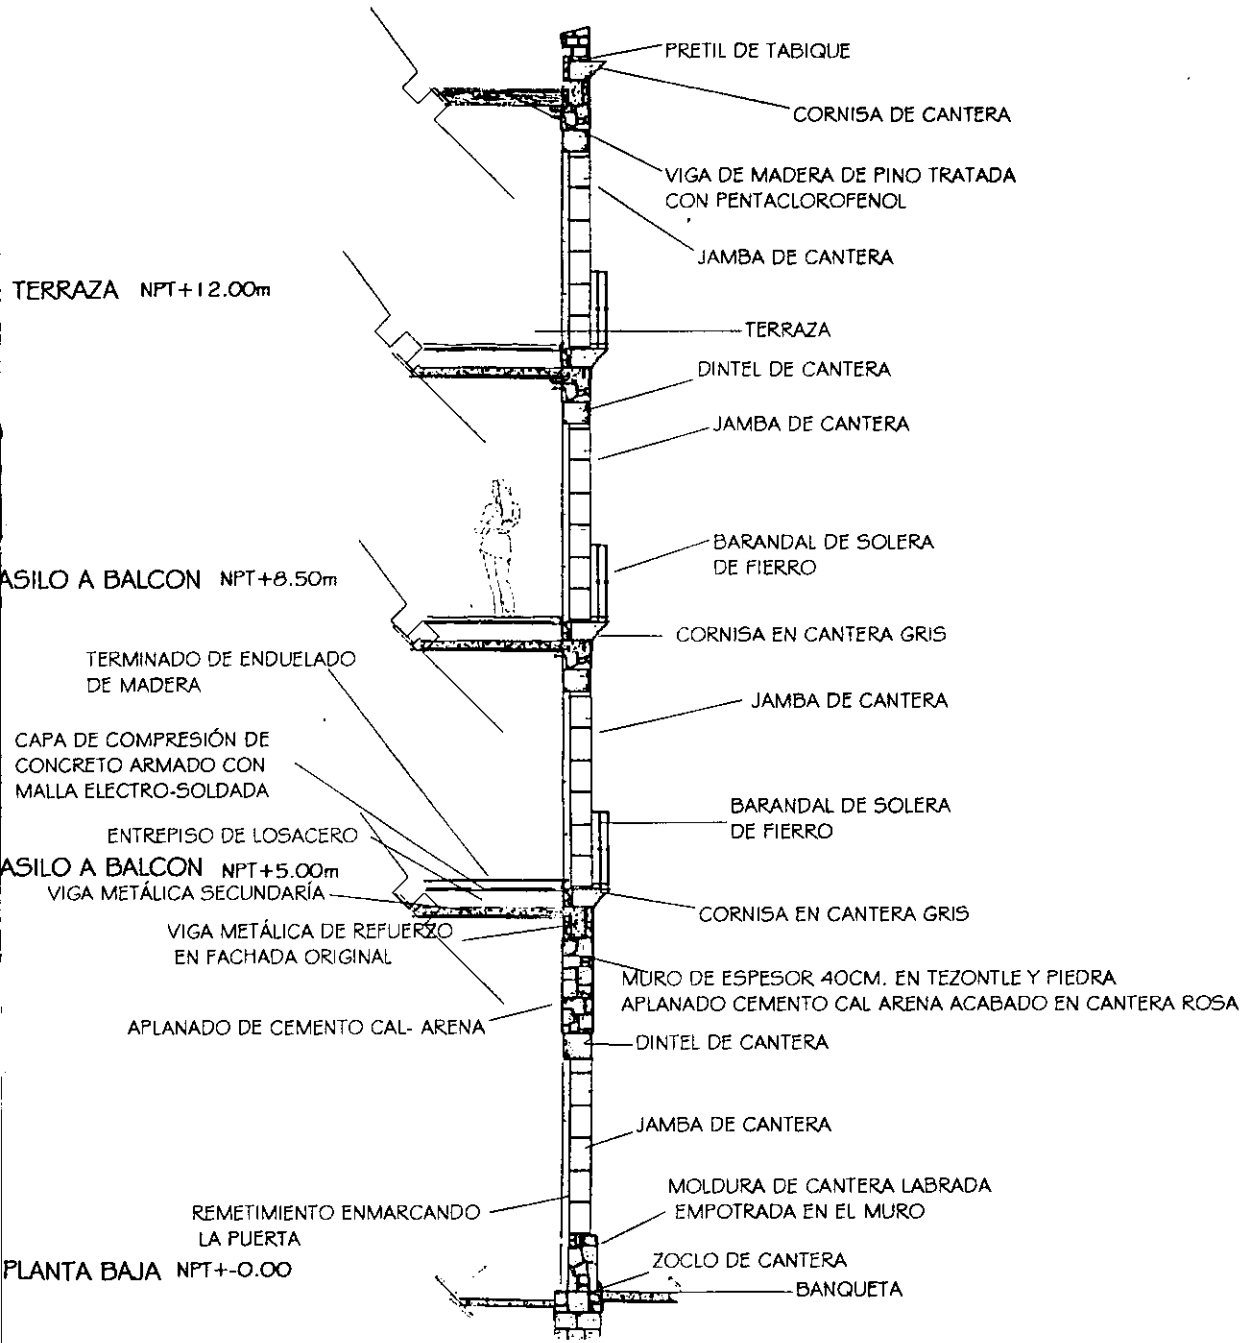 PRETIL DE TABIQUE
CORNISA DE CANTERA
VIGA DE MADERA DE PINO TRATADA
CON PENTACLOROFENOL
JAMBA DE CANTERA
TERRAZA NPT+12.00m
TERRAZA
DINTEL DE CANTERA
JAMBA DE CANTERA
BARANDAL DE SOLERA
DE FIERRO
ASILO A BALCON NPT+8.50m
CORNISA EN CANTERA GRIS
TERMINADO DE ENDUELADO
DE MADERA
JAMBA DE CANTERA
CAPA DE COMPRESIÓN DE
CONCRETO ARMADO CON
MALLA ELECTRO-SOLDADA
BARANDAL DE SOLERA
DE FIERRO
ENTREPISO DE LOSACERO
ASILO A BALCON NPT+5.00m
VIGA METÁLICA SECUNDARÍA
CORNISA EN CANTERA GRIS
VIGA METÁLICA DE REFUERZO
EN FACHADA ORIGINAL
MURO DE ESPESOR 40CM. EN TEZONTLE Y PIEDRA
APLANADO CEMENTO CAL ARENA ACABADO EN CANTERA ROSA
APLANADO DE CEMENTO CAL- ARENA
DINTEL DE CANTERA
JAMBA DE CANTERA
MOLDURA DE CANTERA LABRADA
EMPOTRADA EN EL MURO
REMETIMIENTO ENMARCANDO
LA PUERTA
ZOCLO DE CANTERA
PLANTA BAJA NPT+-0.00
BANQUETA